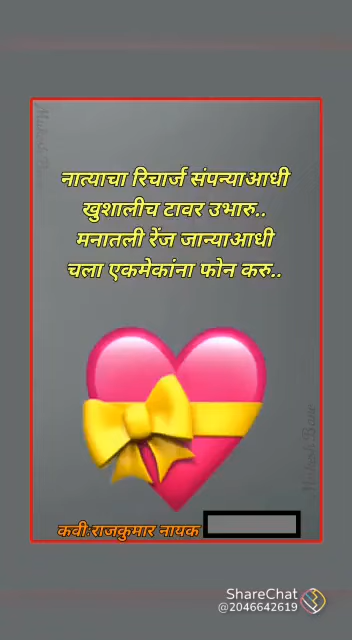 नात्याचा रिचार्ज संपन्याआधी
खुशालीच टावर उभारु..
मनातली रेंज जान्याआधी
चला एकमेकांना फोन करु..
कवी:राजकुमार नायक
ShareChat
@2046642619